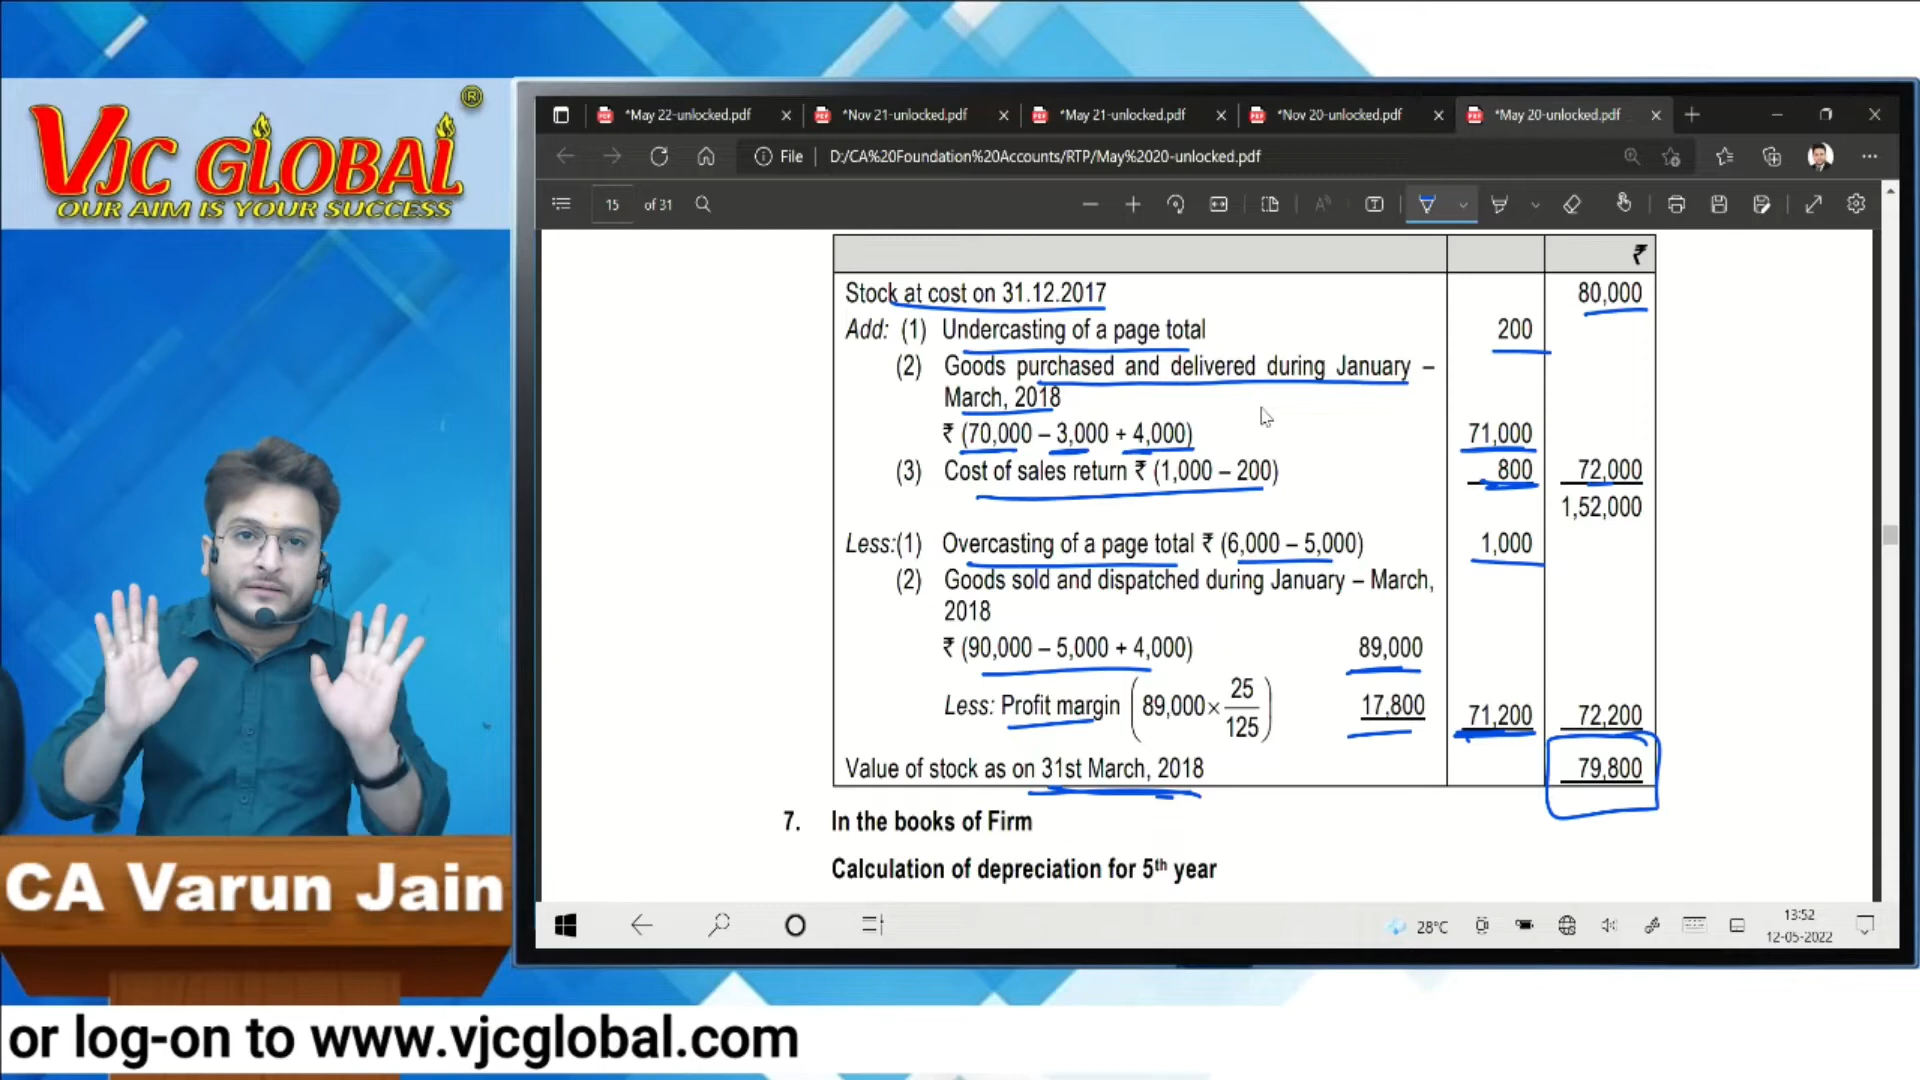 VJC GLOBAL ®
OUR AIM IS YOUR SUCCESS
*May 22-unlocked.pdf
*Nov 21-unlocked.pdf
*May 21-unlocked.pdf
*Nov 20-unlocked.pdf
*May 20-unlocked.pdf
File D:/CA%20Foundation%20Accounts/RTP/May%2020-unlocked.pdf
15 of 31
₹
Stock at cost on 31.12.2017 80,000
Add: (1) Undercasting of a page total 200
(2) Goods purchased and delivered during January –
March, 2018
₹ (70,000 – 3,000 + 4,000) 71,000
(3) Cost of sales return ₹ (1,000 – 200) 800 72,000
1,52,000
Less:(1) Overcasting of a page total ₹ (6,000 – 5,000) 1,000
(2) Goods sold and dispatched during January – March,
2018
₹ (90,000 – 5,000 + 4,000) 89,000
Less: Profit margin (89,000×25/125) 17,800 71,200 72,200
Value of stock as on 31st March, 2018 79,800
7. In the books of Firm
Calculation of depreciation for 5th year
28°C
13:52
12-05-2022
CA Varun Jain
or log-on to www.vjcglobal.com